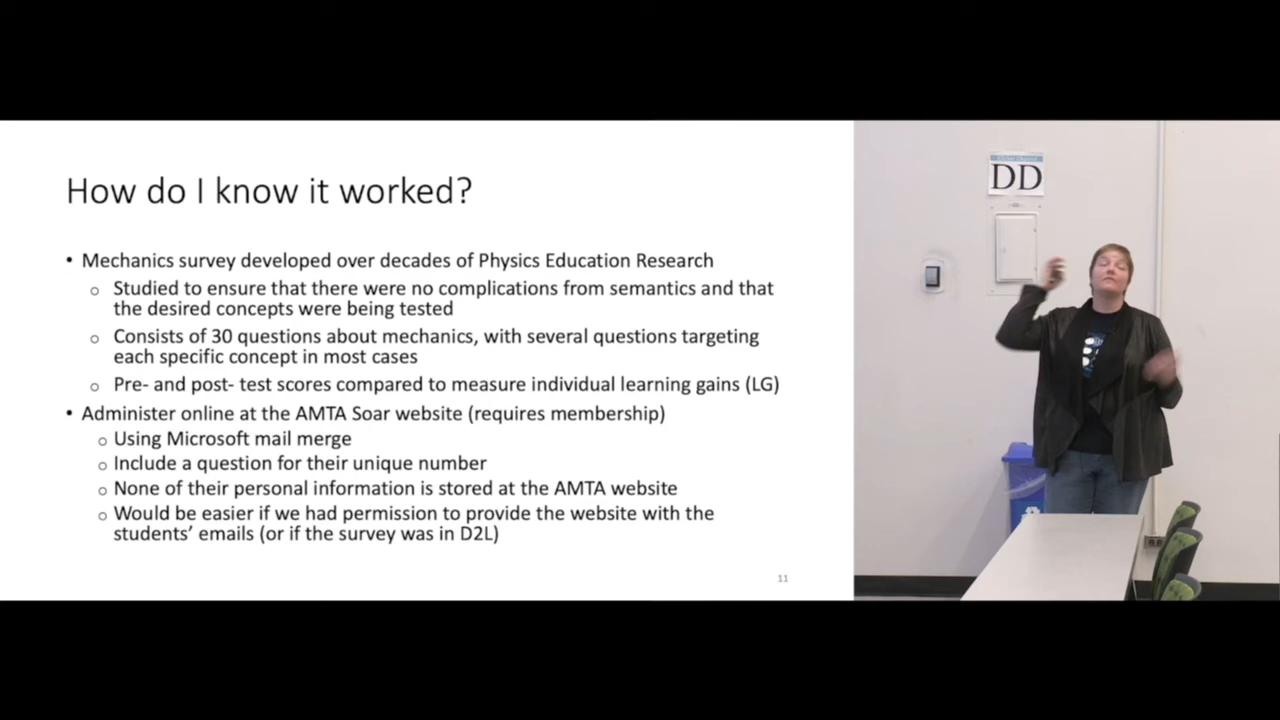 How do I know it worked?
• Mechanics survey developed over decades of Physics Education Research
o Studied to ensure that there were no complications from semantics and that
the desired concepts were being tested
o Consists of 30 questions about mechanics, with several questions targeting
each specific concept in most cases
o Pre- and post- test scores compared to measure individual learning gains (LG)
• Administer online at the AMTA Soar website (requires membership)
o Using Microsoft mail merge
o Include a question for their unique number
o None of their personal information is stored at the AMTA website
o Would be easier if we had permission to provide the website with the
students' emails (or if the survey was in D2L)
11
DD